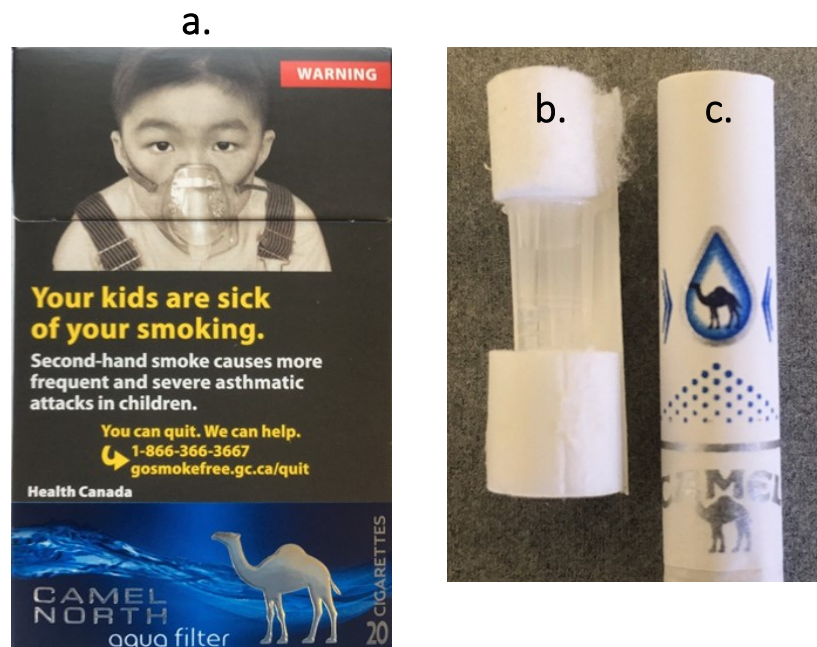 a.
WARNING
Your kids are sick
of your smoking.
Second-hand smoke causes more
frequent and severe asthmatic
attacks in children.
You can quit. We can help.
1-866-366-3667
gosmokefree.gc.ca/quit
Health Canada
CAMEL
NORTH
aqua filter
20 CIGARETTES
b.
c.
CAMEL